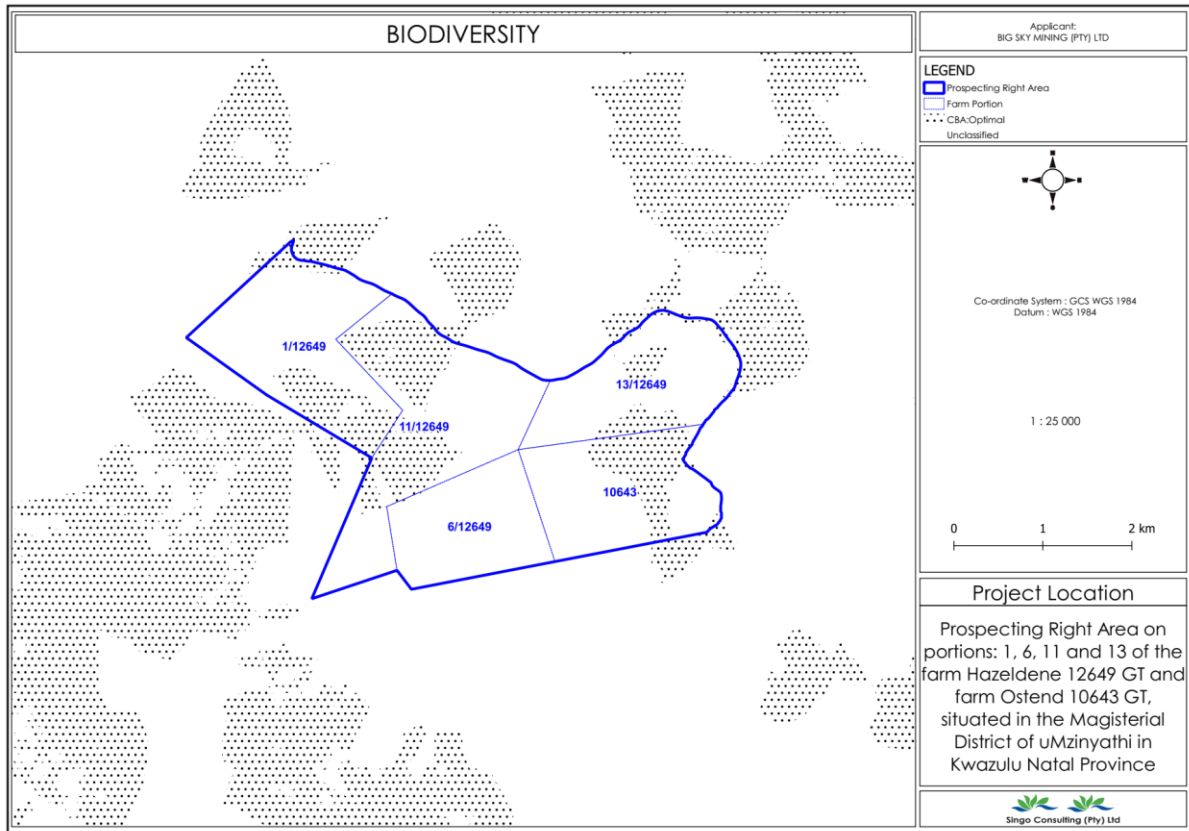 BIODIVERSITY
Applicant:
BIG SKY MINING (PTY) LTD
LEGEND
Prospecting Right Area
Farm Portion
CBA:Optimal
Unclassified
1/12649
13/12649
11/12649
10643
6/12649
Co-ordinate System : GCS WGS 1984
Datum : WGS 1984
1 : 25 000
0 1 2 km
Project Location
Prospecting Right Area on
portions: 1, 6, 11 and 13 of the
farm Hazeldene 12649 GT and
farm Ostend 10643 GT,
situated in the Magisterial
District of uMzinyathi in
Kwazulu Natal Province
Singo Consulting (Pty) Ltd